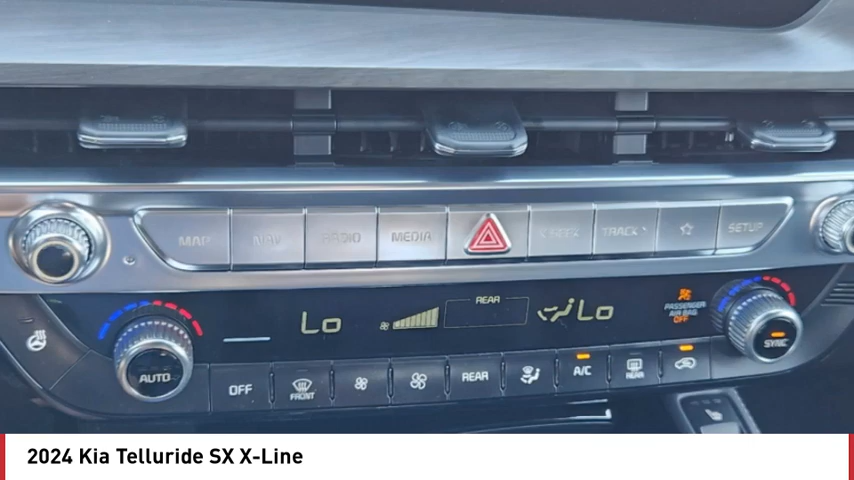 MAP NAV RADIO MEDIA TRACK SETUP
REAR
Lo Lo
PASSENGER
AIR BAG
OFF
SYNC
AUTO
OFF
FRONT
REAR
A/C
REAR
2024 Kia Telluride SX X-Line